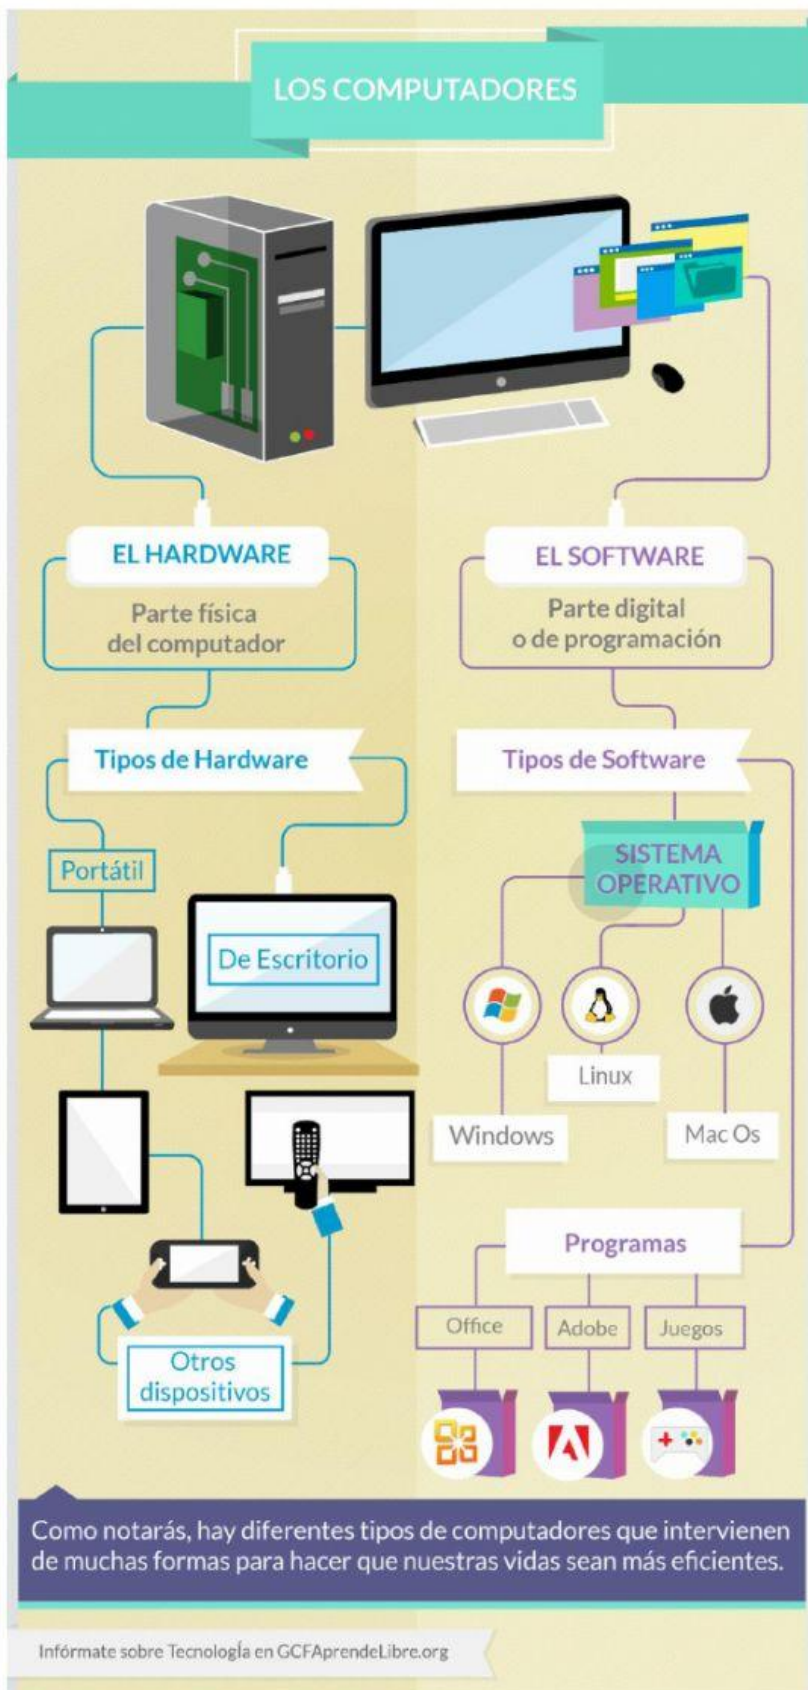 LOS COMPUTADORES
EL HARDWARE
Parte física
del computador
EL SOFTWARE
Parte digital
o de programación
Tipos de Hardware
Tipos de Software
Portátil
De Escritorio
SISTEMA
OPERATIVO
Linux
Windows
Mac Os
Programas
Office
Adobe
Juegos
Otros
dispositivos
Como notarás, hay diferentes tipos de computadores que intervienen
de muchas formas para hacer que nuestras vidas sean más eficientes.
Infórmate sobre Tecnología en GCFAprendeLibre.org